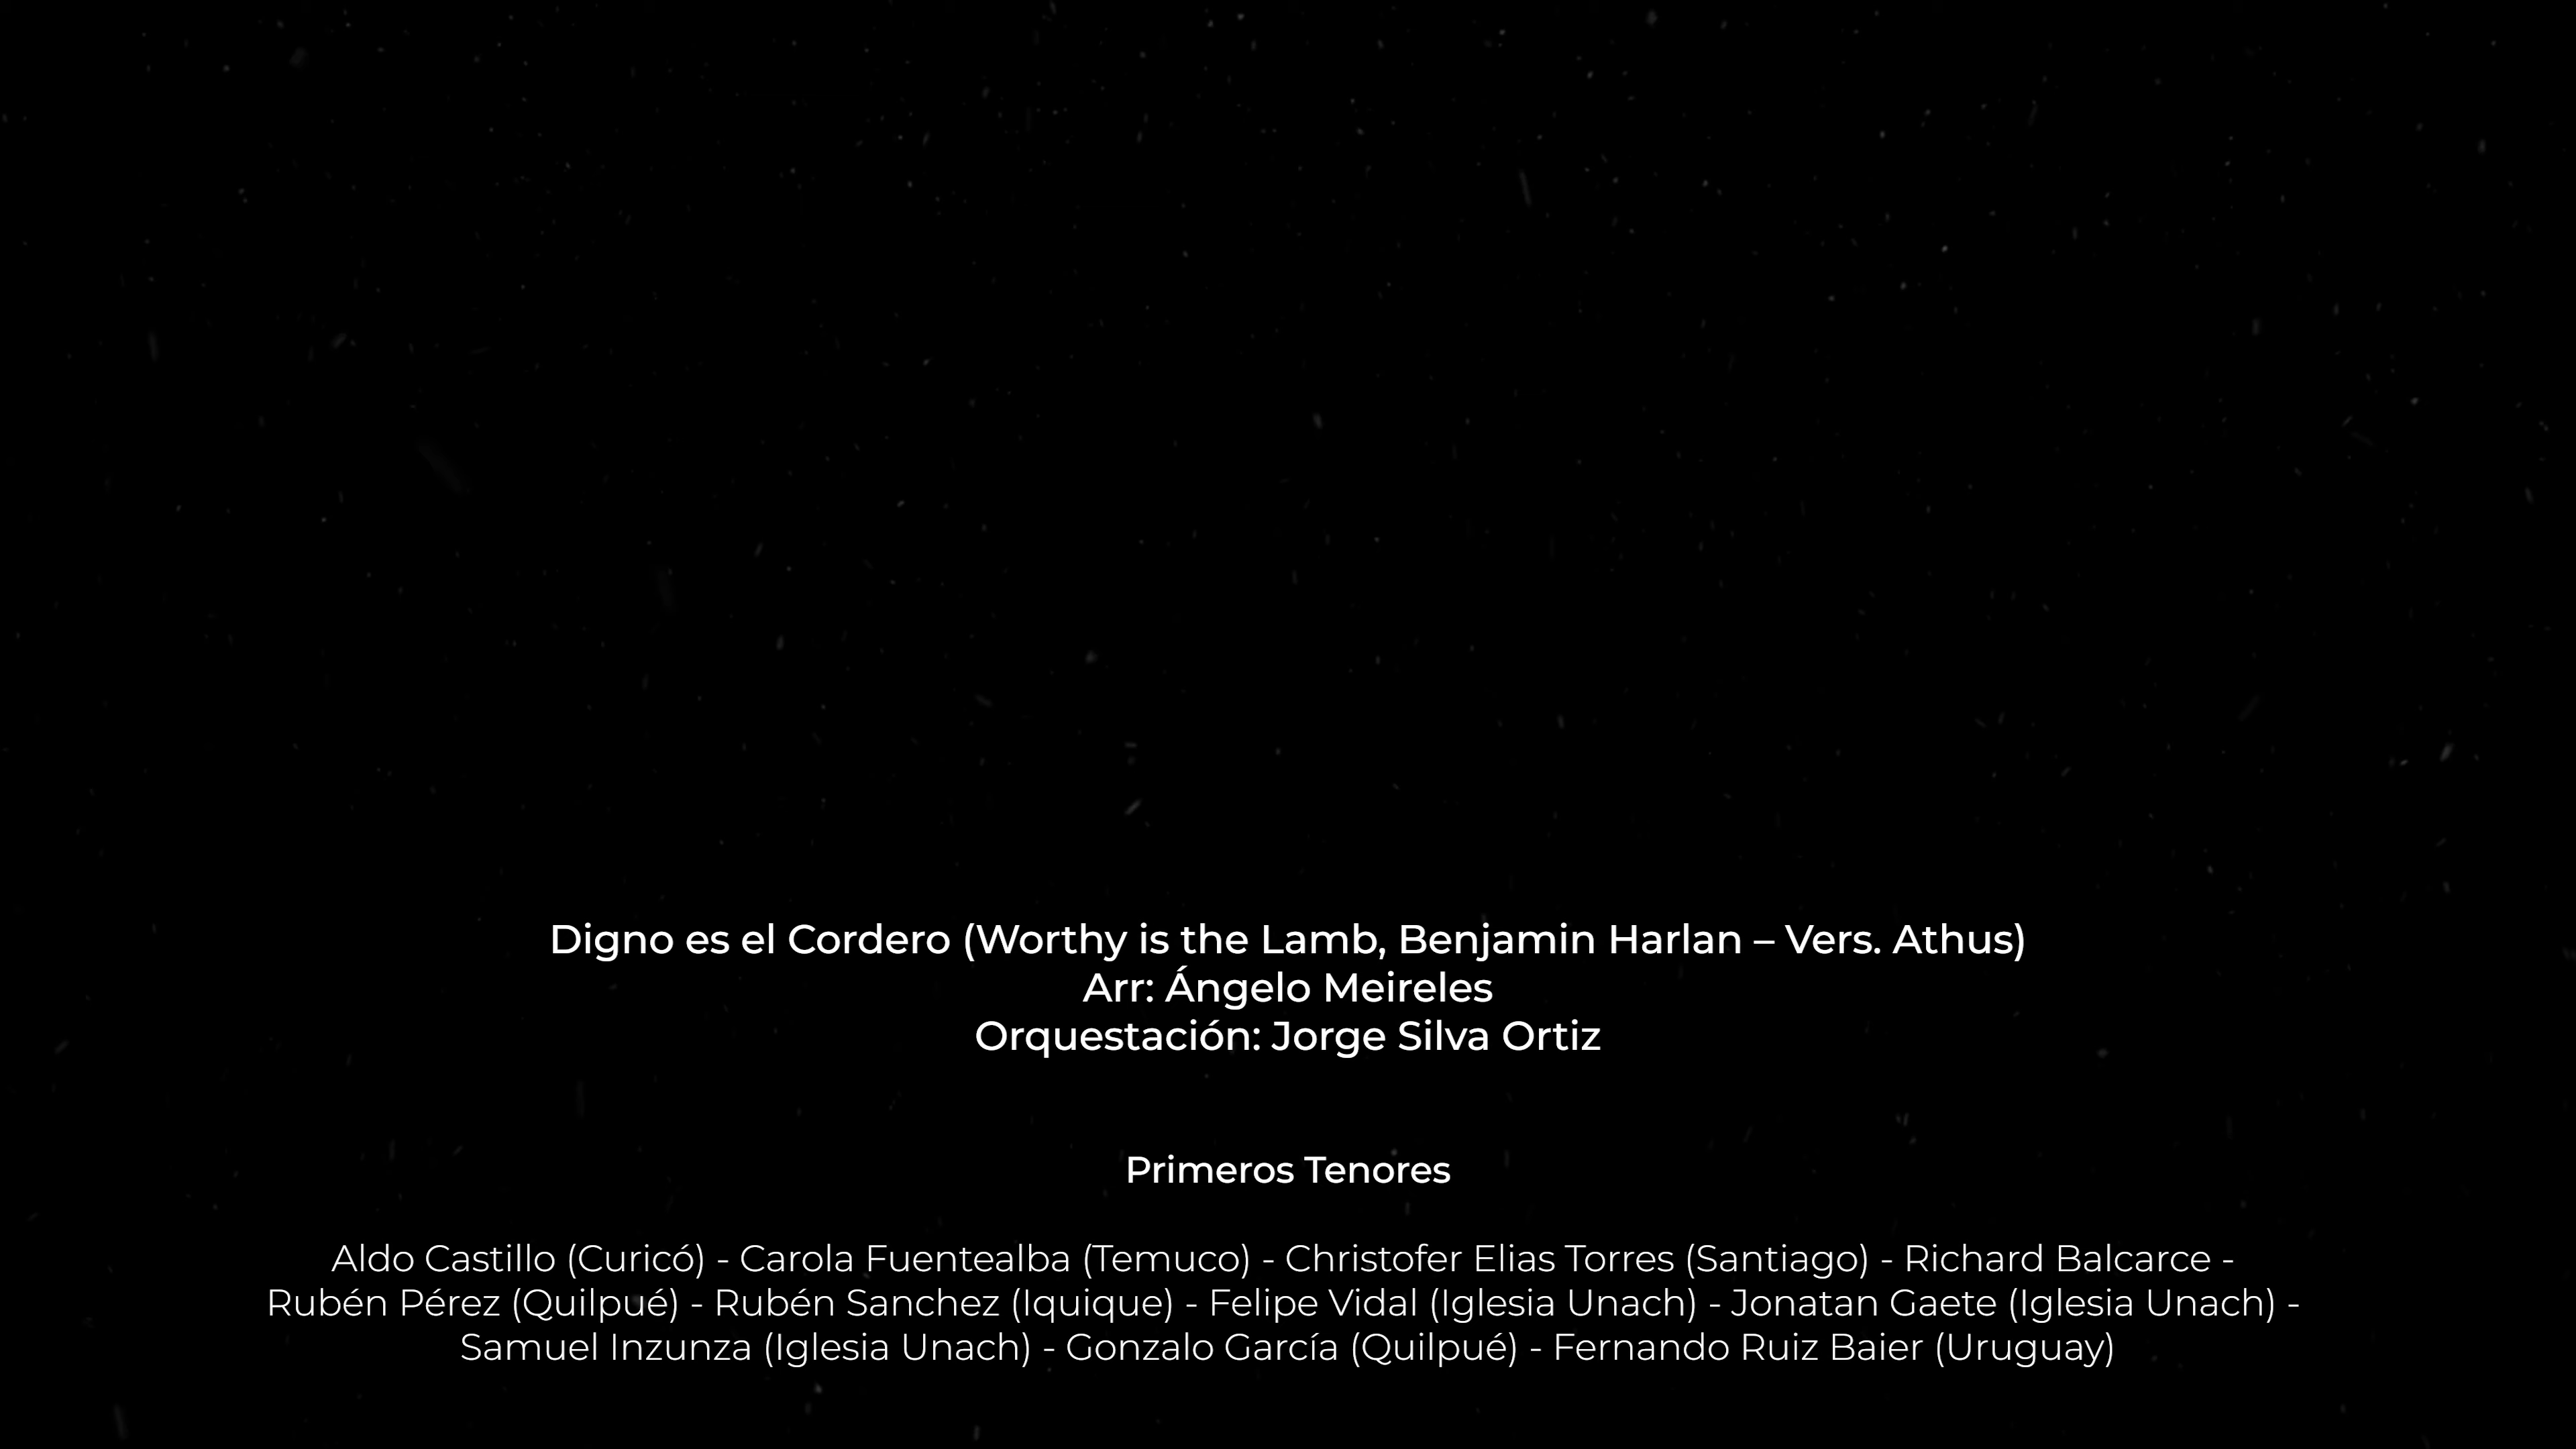 Digno es el Cordero (Worthy is the Lamb, Benjamin Harlan – Vers. Athus)
Arr: Ángelo Meireles
Orquestación: Jorge Silva Ortiz
Primeros Tenores
Aldo Castillo (Curicó) - Carola Fuentealba (Temuco) - Christofer Elias Torres (Santiago) - Richard Balcarce -
Rubén Pérez (Quilpué) - Rubén Sanchez (Iquique) - Felipe Vidal (Iglesia Unach) - Jonatan Gaete (Iglesia Unach) -
Samuel Inzunza (Iglesia Unach) - Gonzalo García (Quilpué) - Fernando Ruiz Baier (Uruguay)